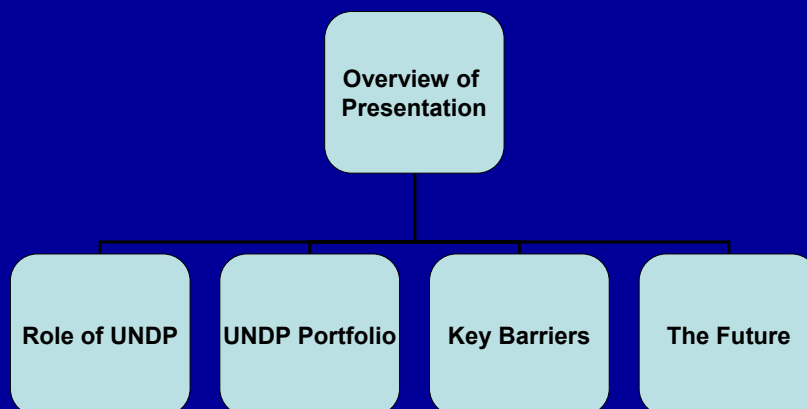 Overview of
Presentation
Role of UNDP
UNDP Portfolio
Key Barriers
The Future